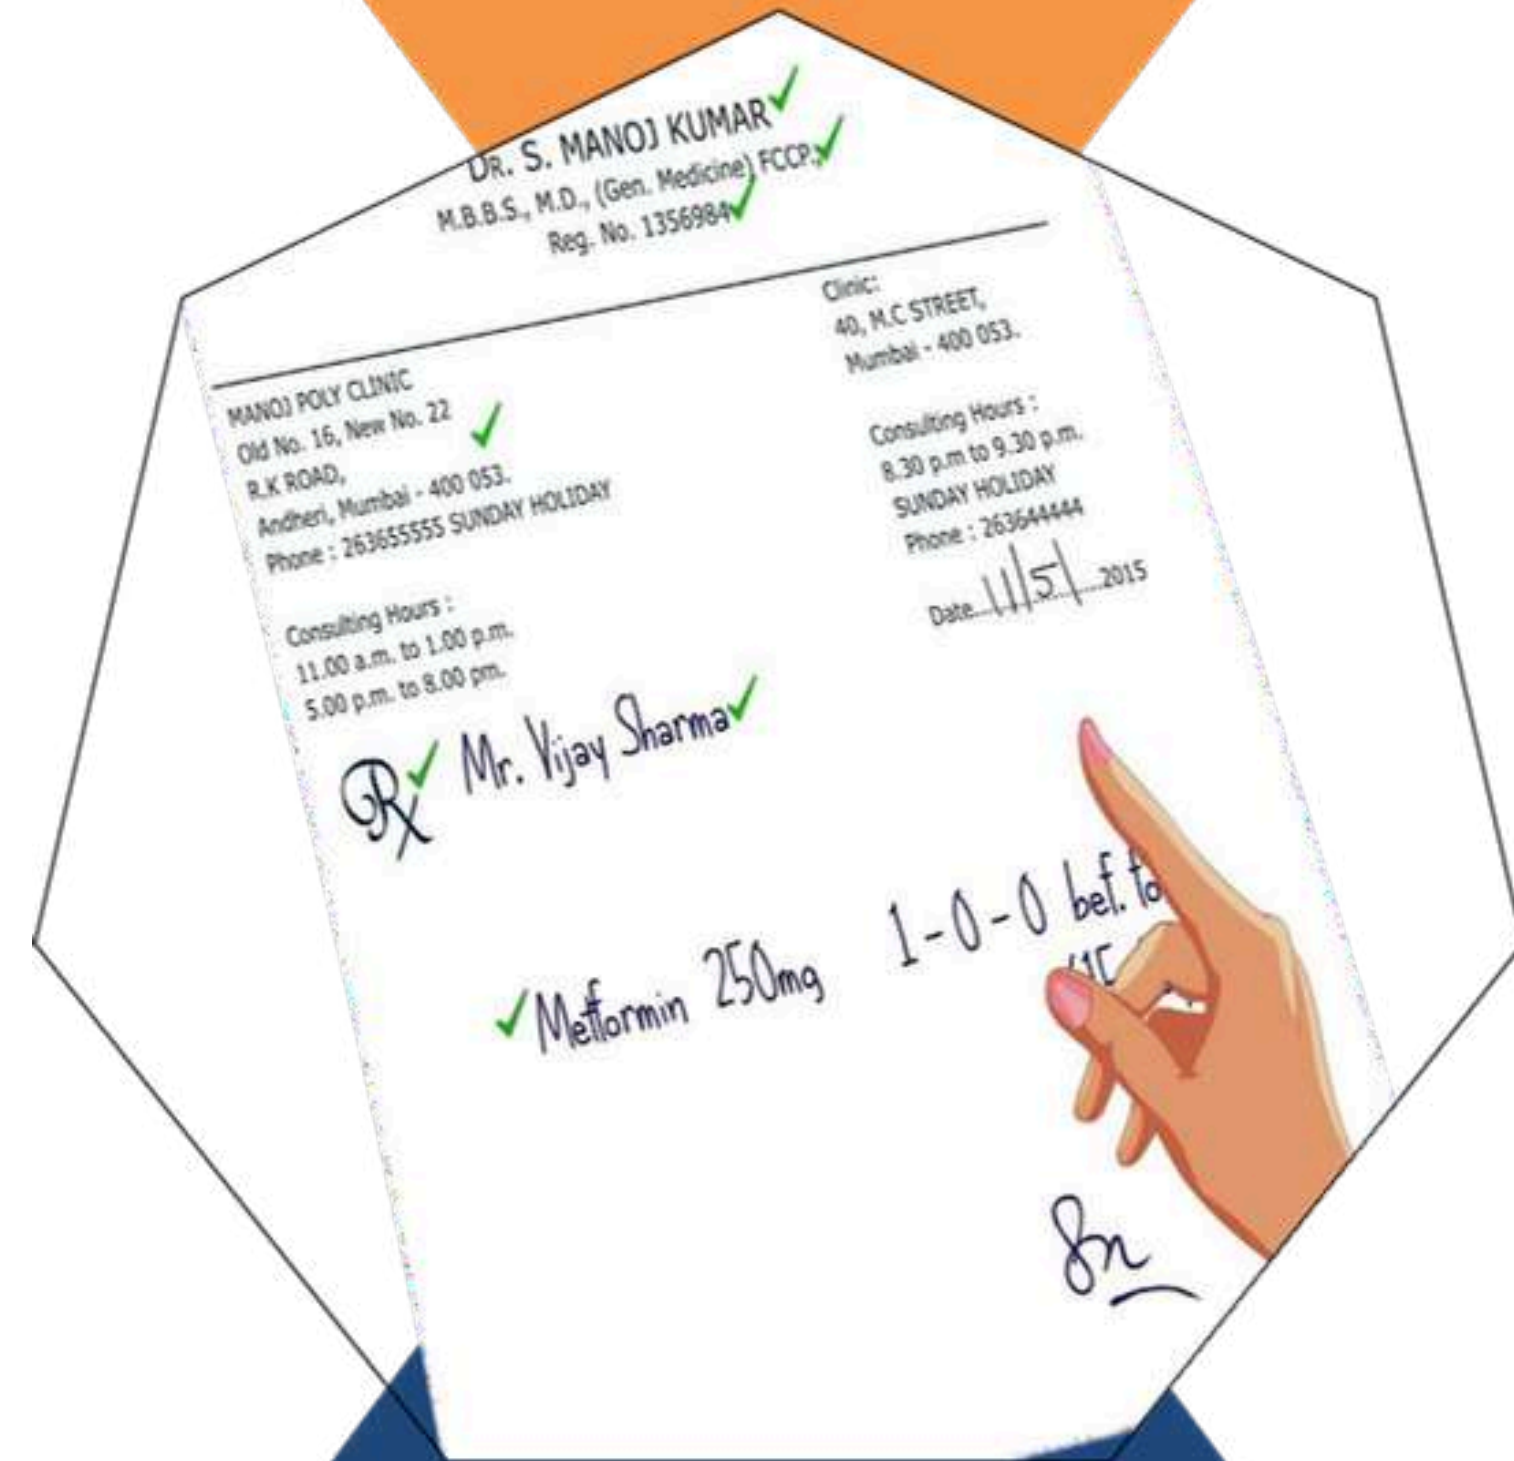 DR. S. MANOJ KUMAR
M.B.B.S., M.D., (Gen. Medicine) FCCP.,
Reg. No. 1356984
MANOJ POLY CLINIC
Old No. 16, New No. 22
R.K ROAD,
Andheri, Mumbai - 400 053.
Phone : 263655555 SUNDAY HOLIDAY
Consulting Hours :
11.00 a.m. to 1.00 p.m.
5.00 p.m. to 8.00 pm.
Clinic:
40, M.C STREET,
Mumbai - 400 053.
Consulting Hours :
8.30 p.m to 9.30 p.m.
SUNDAY HOLIDAY
Phone : 263644444
Date...11/5/...2015
Rx Mr. Vijay Sharma
Metformin 250mg 1-0-0 bef.